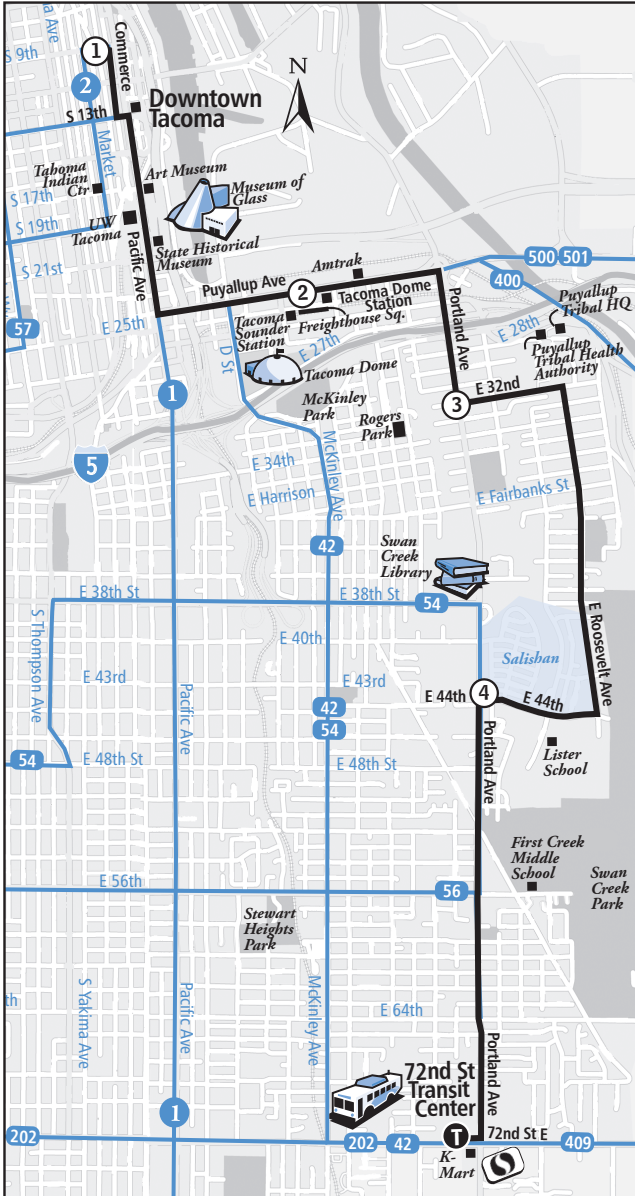 ma Ave
S 9th
1
Commerce
2
Downtown
Tacoma
N
S 13th
Market
Tahoma
Indian
Ctr
S 17th
Art Museum
Museum of
Glass
S 19th
UW
Tacoma
Pacific Ave
State Historical
Museum
S 21st
Amtrak
500 501
400
Puyallup Ave
2
Tacoma Dome
Station
57
E 25th
D St
Tacoma
Sounder
Station
Freighthouse Sq.
E 27th
Portland Ave
E 28th
Puyallup
Tribal HQ
Puyallup
Tribal Health
Authority
Tacoma Dome
1
McKinley
Park
Rogers
Park
3
E 32nd
5
E 34th
E Harrison
McKinley Ave
E Fairbanks St
42
Swan
Creek
Library
E 38th St
E 38th St
54
S Thompson Ave
E 40th
E Roosevelt Ave
Salishan
E 43rd
E 43rd
E 44th
4
E 44th
Pacific Ave
42
54
54
E 48th St
E 48th St
Portland Ave
Lister
School
First Creek
Middle
School
Swan
Creek
Park
E 56th
56
Stewart
Heights
Park
th
S Yakima Ave
Pacific Ave
McKinley Ave
E 64th
Portland Ave
72nd St
Transit
Center
1
202
202
42
T
72nd St E
409
K-
Mart
S